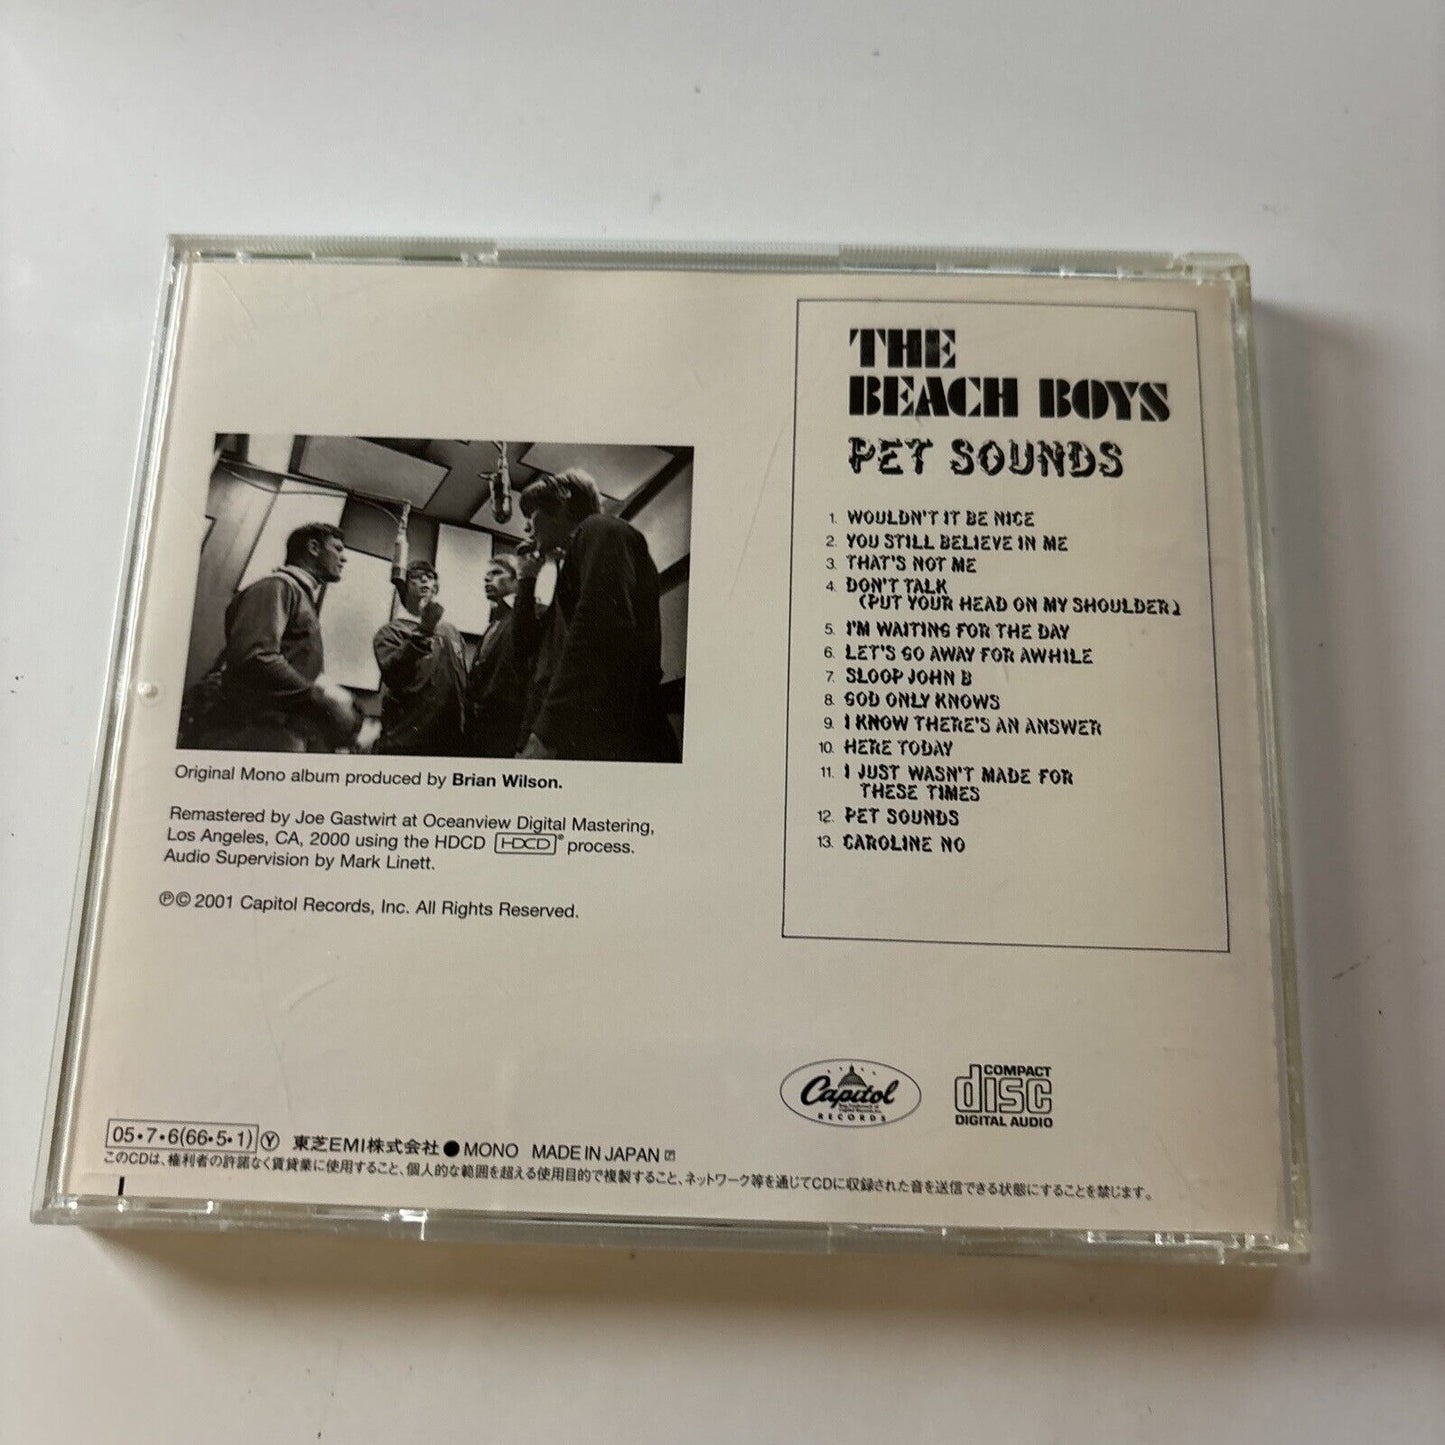 THE
BEACH BOYS
PET SOUNDS
1. WOULDN'T IT BE NICE
2. YOU STILL BELIEVE IN ME
3. THAT'S NOT ME
4. DON'T TALK
(PUT YOUR HEAD ON MY SHOULDER)
5. I'M WAITING FOR THE DAY
6. LET'S GO AWAY FOR AWHILE
7. SLOOP JOHN B
8. GOD ONLY KNOWS
9. I KNOW THERE'S AN ANSWER
10. HERE TODAY
11. I JUST WASN'T MADE FOR
THESE TIMES
12. PET SOUNDS
13. CAROLINE NO
Original Mono album produced by Brian Wilson.
Remastered by Joe Gastwirt at Oceanview Digital Mastering,
Los Angeles, CA, 2000 using the HDCD HDCD® process.
Audio Supervision by Mark Linett.
℗© 2001 Capitol Records, Inc. All Rights Reserved.
Capitol
RECORDS
COMPACT
disc
DIGITAL AUDIO
05・7・6(66・5・1) Ⓨ 東芝EMI株式会社 ●MONO MADE IN JAPAN
このCDは、権利者の許諾なく賃貸業に使用すること、個人的な範囲を超える使用目的で複製すること、ネットワーク等を通じてCDに収録された音を送信できる状態にすることを禁じます。